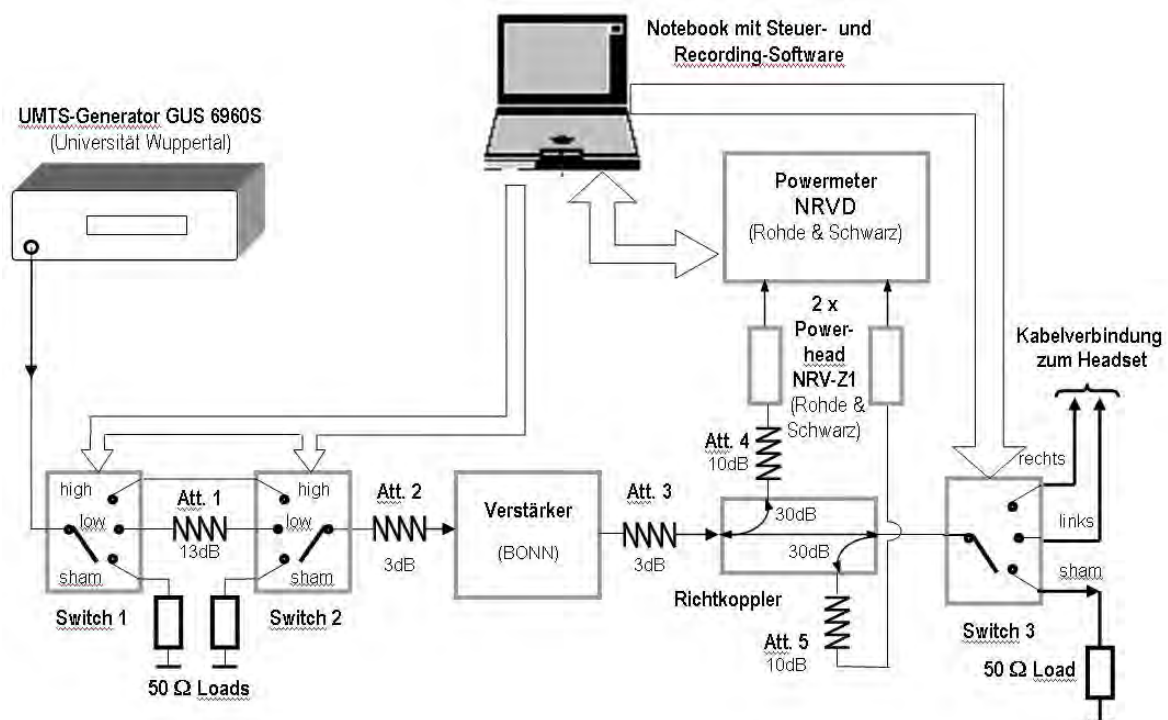 Notebook mit Steuer- und
Recording-Software
UMTS-Generator GUS 6960S
(Universität Wuppertal)
Powermeter
NRVD
(Rohde & Schwarz)
2 x
Power-
head
NRV-Z1
(Rohde &
Schwarz)
Kabelverbindung
zum Headset
Att. 4
10dB
rechts
links
sham
high
low
sham
Switch 1
Att. 1
13dB
high
low
sham
Switch 2
50 Ω Loads
Att. 2
3dB
Verstärker
(BONN)
Att. 3
3dB
30dB
30dB
Richtkoppler
Att. 5
10dB
Switch 3
50 Ω Load